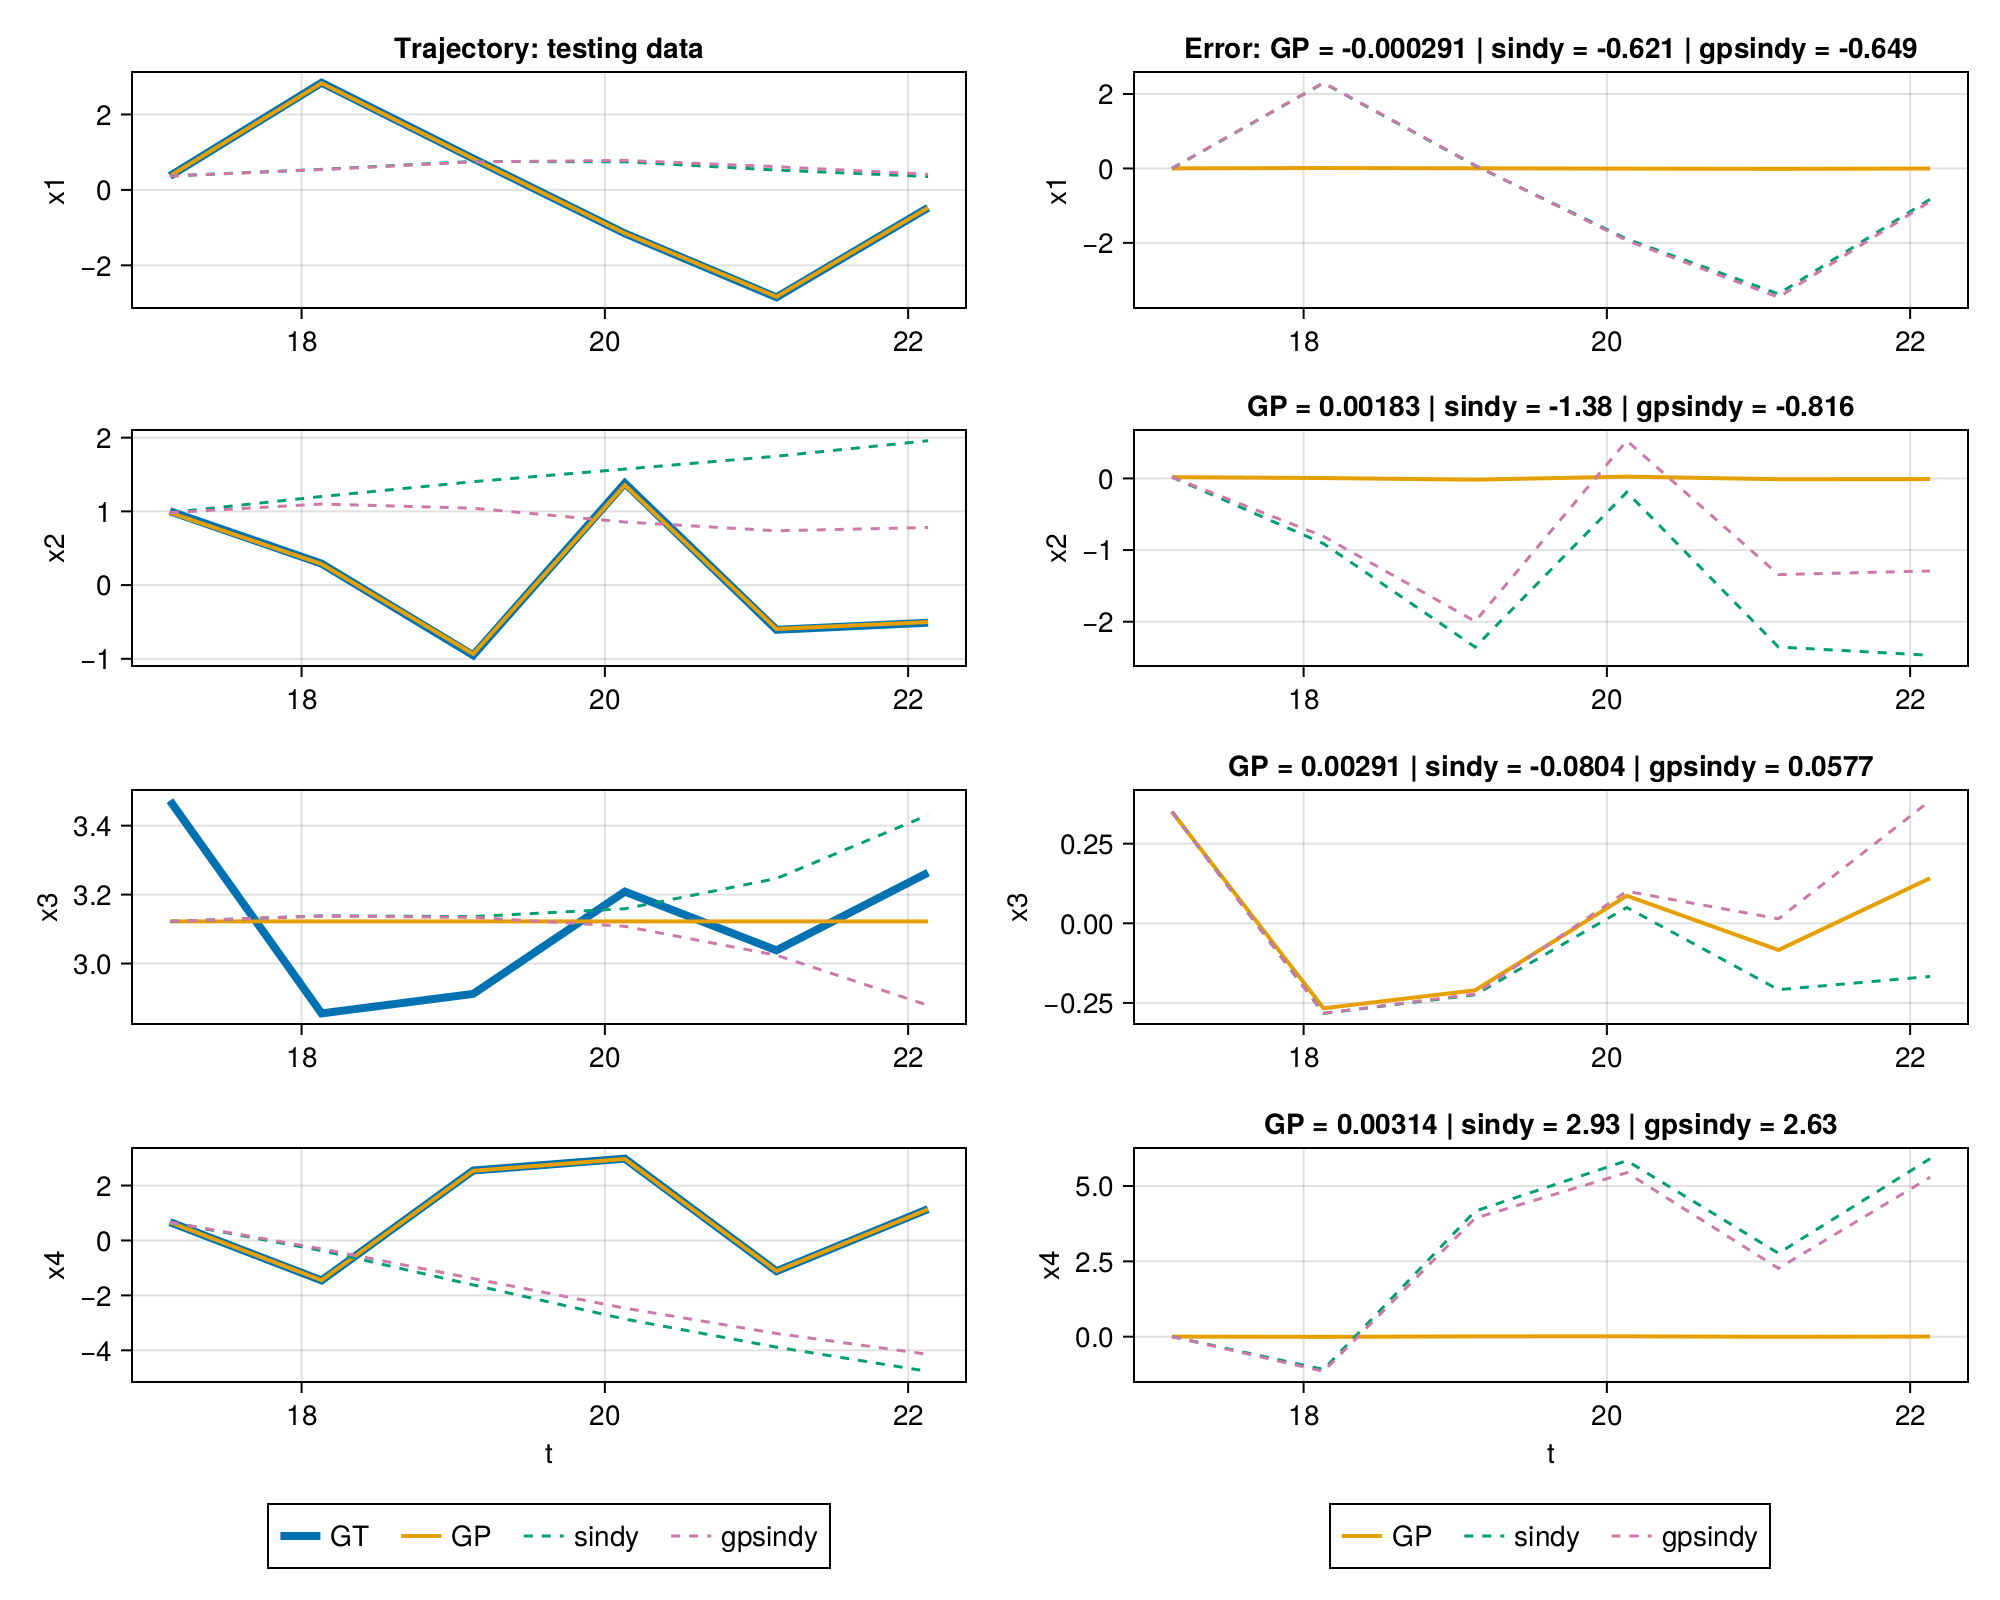 Trajectory: testing data
x1
2
0
−2
18 20 22
Error: GP = -0.000291 | sindy = -0.621 | gpsindy = -0.649
x1
2
0
−2
18 20 22
x2
2
1
0
−1
18 20 22
GP = 0.00183 | sindy = -1.38 | gpsindy = -0.816
x2
0
−1
−2
18 20 22
x3
3.4
3.2
3.0
18 20 22
GP = 0.00291 | sindy = -0.0804 | gpsindy = 0.0577
x3
0.25
0.00
−0.25
18 20 22
x4
2
0
−2
−4
18 20 22
t
GP = 0.00314 | sindy = 2.93 | gpsindy = 2.63
x4
5.0
2.5
0.0
18 20 22
t
GT GP sindy gpsindy
GP sindy gpsindy